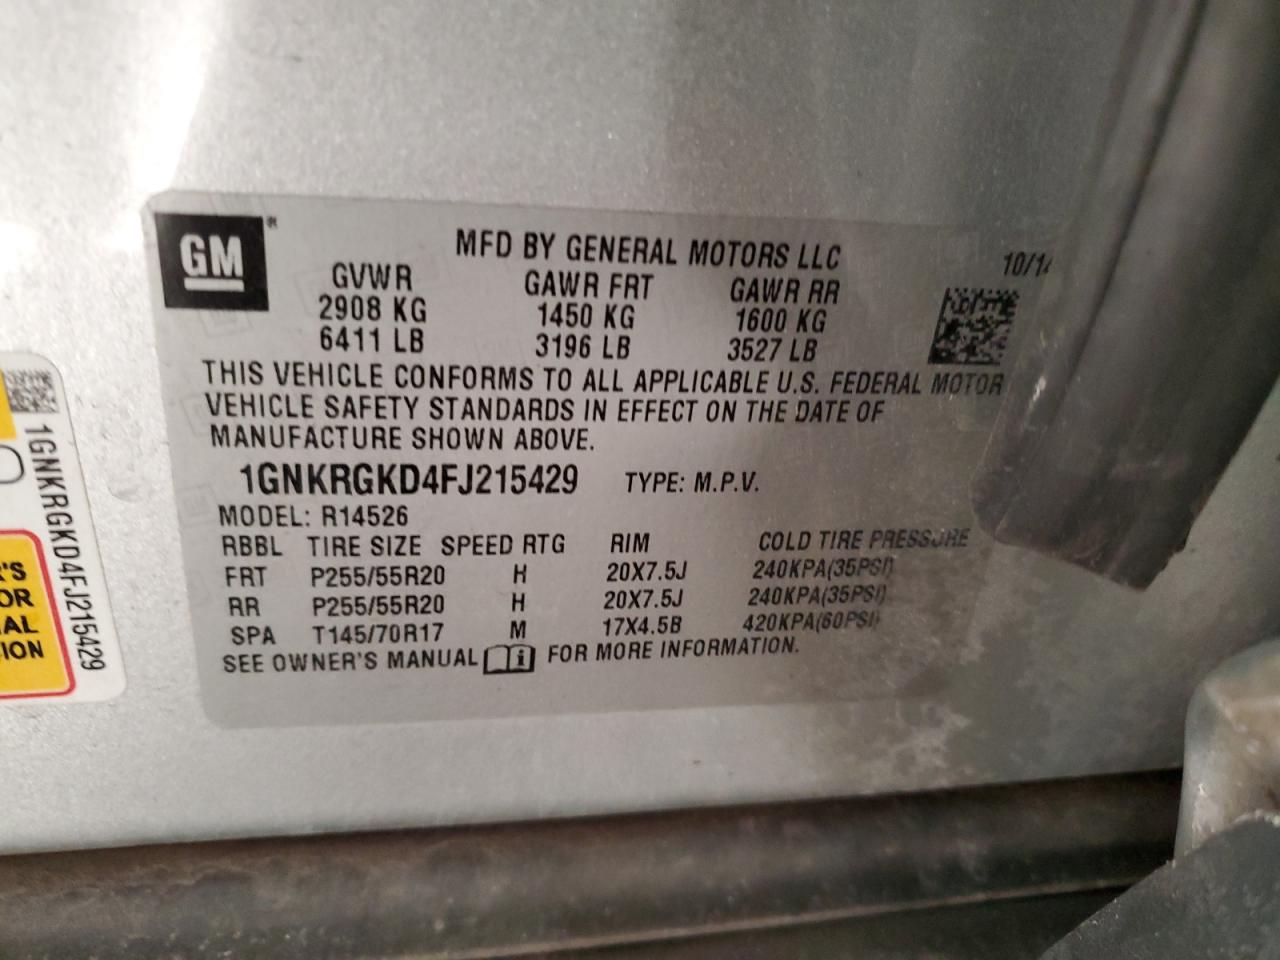 GM ®
MFD BY GENERAL MOTORS LLC
10/14
GVWR GAWR FRT GAWR RR
2908 KG 1450 KG 1600 KG
6411 LB 3196 LB 3527 LB
THIS VEHICLE CONFORMS TO ALL APPLICABLE U.S. FEDERAL MOTOR
VEHICLE SAFETY STANDARDS IN EFFECT ON THE DATE OF
MANUFACTURE SHOWN ABOVE.
1GNKRGKD4FJ215429 TYPE: M.P.V.
MODEL: R14526
RBBL TIRE SIZE SPEED RTG RIM COLD TIRE PRESSURE
FRT P255/55R20 H 20X7.5J 240KPA(35PSI)
RR P255/55R20 H 20X7.5J 240KPA(35PSI)
SPA T145/70R17 M 17X4.5B 420KPA(60PSI)
SEE OWNER'S MANUAL i FOR MORE INFORMATION.
1GNKRGKD4FJ215429